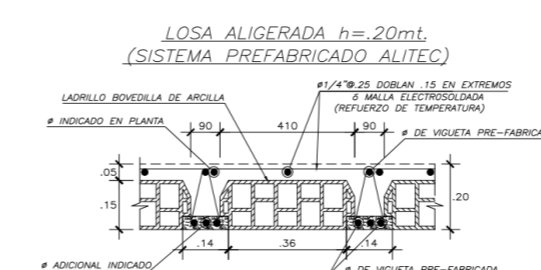 LOSA ALIGERADA h=.20mt.
(SISTEMA PREFABRICADO ALITEC)
ø1/4"@.25 DOBLAN .15 EN EXTREMOS
6 MALLA ELECTROSOLDADA
(REFUERZO DE TEMPERATURA)
LADRILLO BOVEDILLA DE ARCILLA
ø INDICADO EN PLANTA
90 410 90
ø DE VIGUETA PRE-FABRICA
.05
.15
.20
.14 .36 .14
ø ADICIONAL INDICADO
ø DE VIGUETA PRE-FABRICADA